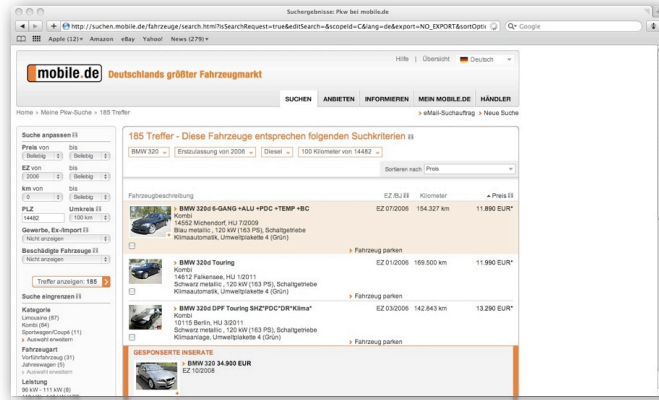 Suchergebnisse: Pkw bei mobile.de
http://suchen.mobile.de/fahrzeuge/search.html?isSearchRequest=true&editSearch=&scopeId=C&lang=de&export=NO_EXPORT&sortOptic
Google
Apple (12) Amazon eBay Yahoo! News (279)
Hilfe | Übersicht Deutsch
mobile.de Deutschlands größter Fahrzeugmarkt
SUCHEN ANBIETEN INFORMIEREN MEIN MOBILE.DE HÄNDLER
Home > Meine Pkw-Suche > 185 Treffer
eMail-Suchauftrag Neue Suche
Suche anpassen
Preis von bis
Beliebig Beliebig
EZ von bis
2006 Beliebig
km von bis
0 Beliebig
PLZ Umkreis
14482 100 km
Gewerbe, Ex-/Import
Nicht anzeigen
Beschädigte Fahrzeuge
Nicht anzeigen
Treffer anzeigen: 185
Suche eingrenzen
Kategorie
Limousine (87)
Kombi (84)
Sportwagen/Coupé (11)
Auswahl erweitern
Fahrzeugart
Vorführfahrzeug (31)
Jahreswagen (5)
Auswahl erweitern
Leistung
96 kW - 111 kW (8)
185 Treffer - Diese Fahrzeuge entsprechen folgenden Suchkriterien
BMW 320 Erstzulassung von 2006 Diesel 100 Kilometer von 14482
Sortieren nach Preis
Fahrzeugbeschreibung EZ/BJ Kilometer Preis
BMW 320d 6-GANG +ALU +PDC +TEMP +BC EZ 07/2006 154.327 km 11.890 EUR*
Kombi
14552 Michendorf, HU 7/2009
Blau metallic , 120 kW (163 PS), Schaltgetriebe
Klimaautomatik, Umweltplakette 4 (Grün)
Fahrzeug parken
BMW 320d Touring EZ 01/2006 169.500 km 11.990 EUR*
Kombi
14612 Falkensee, HU 1/2011
Schwarz metallic , 120 kW (163 PS), Schaltgetriebe
Klimaautomatik, Umweltplakette 4 (Grün)
Fahrzeug parken
BMW 320d DPF Touring SHZ*PDC*DR*Klima* EZ 03/2006 142.843 km 13.290 EUR*
Kombi
10115 Berlin, HU 3/2011
Schwarz metallic , 120 kW (163 PS), Schaltgetriebe
Klimaanlage, Umweltplakette 4 (Grün)
Fahrzeug parken
GESPONSERTE INSERATE
BMW 320 34.900 EUR
EZ 10/2008